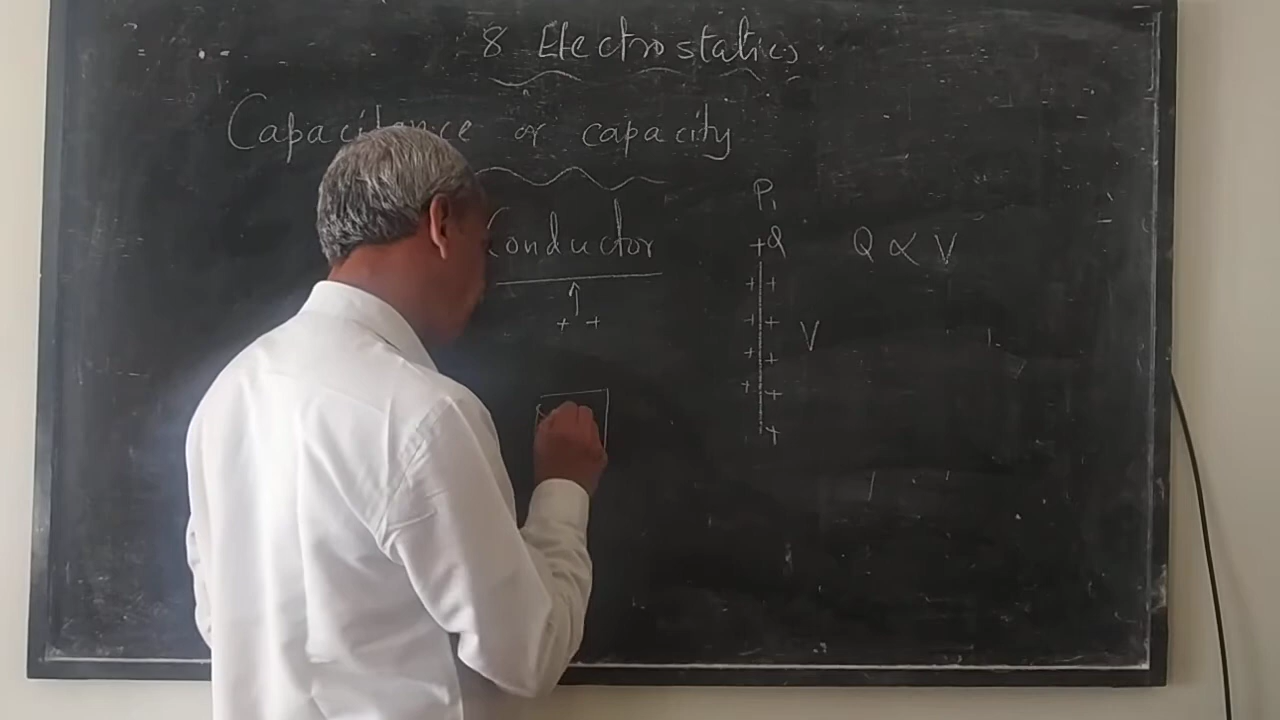 8 Electrostatics
Capacitance or capacity
Conductor
P₁
+ Q
Q ∝ V
+ +
+ +
+ +
V
+ +
+ +
+